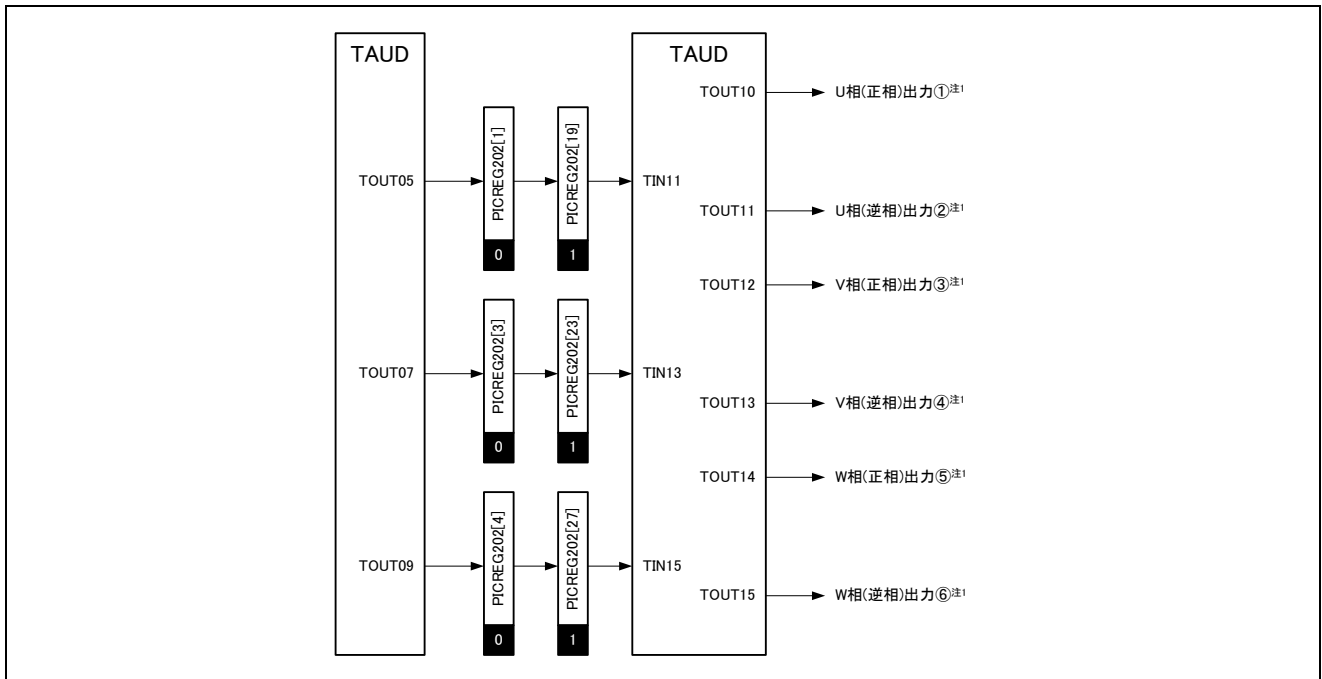 TAUD
TAUD
TOUT10
U相(正相)出力①注1
TOUT05
PICREG202[1]
0
PICREG202[19]
1
TIN11
TOUT11
U相(逆相)出力②注1
TOUT12
V相(正相)出力③注1
TOUT07
PICREG202[3]
0
PICREG202[23]
1
TIN13
TOUT13
V相(逆相)出力④注1
TOUT14
W相(正相)出力⑤注1
TOUT09
PICREG202[4]
0
PICREG202[27]
1
TIN15
TOUT15
W相(逆相)出力⑥注1